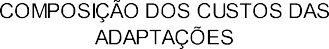 COMPOSIÇÃO DOS CUSTOS DAS
ADAPTAÇÕES